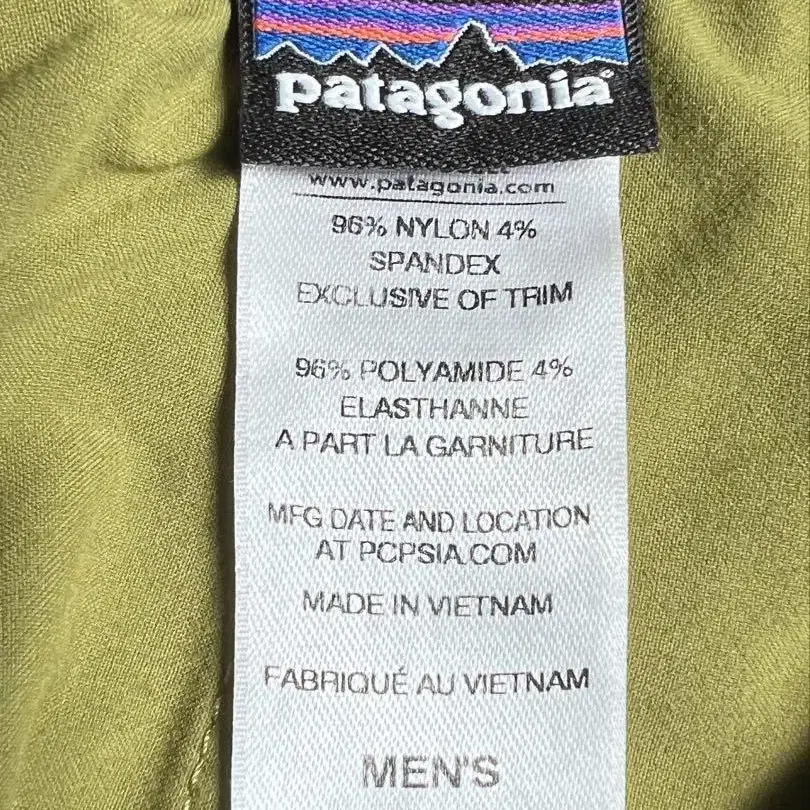 patagonia®
www.patagonia.com
96% NYLON 4%
SPANDEX
EXCLUSIVE OF TRIM
96% POLYAMIDE 4%
ELASTHANNE
A PART LA GARNITURE
MFG DATE AND LOCATION
AT PCPSIA.COM
MADE IN VIETNAM
FABRIQUÉ AU VIETNAM
MEN'S